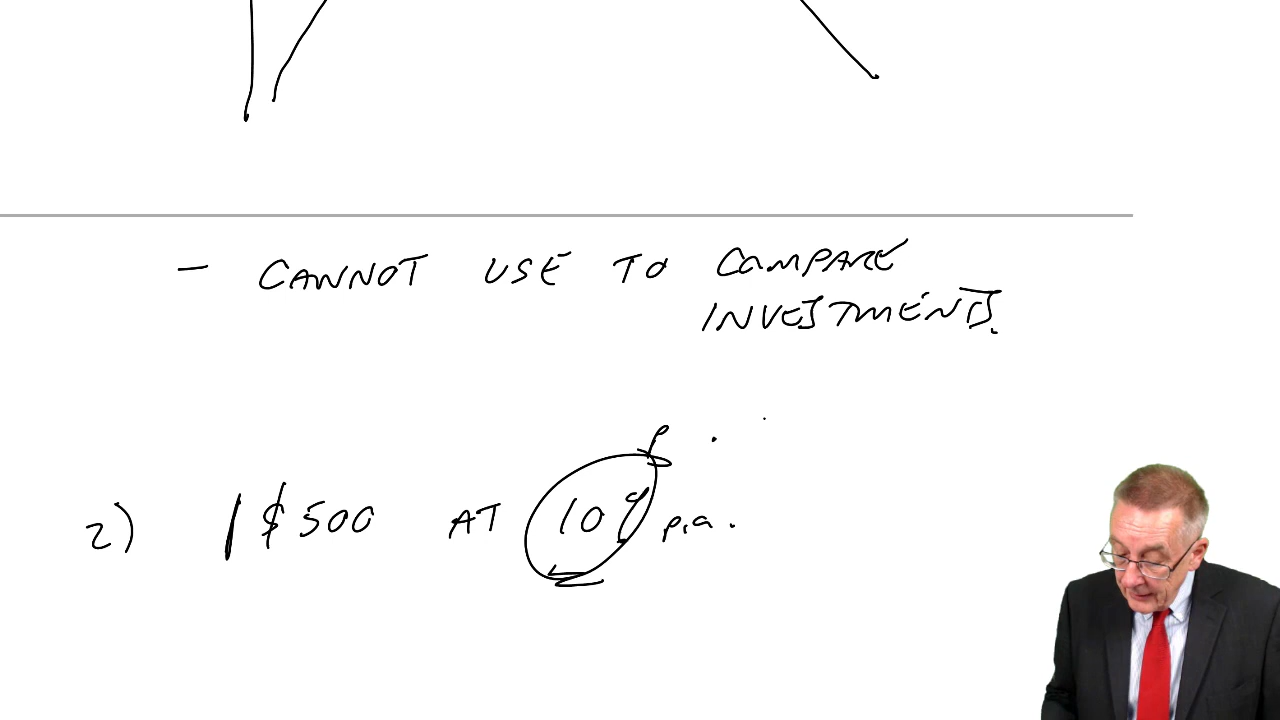 - CANNOT USE TO COMPARE
INVESTMENTS.
2) $500 AT 10% p.a.